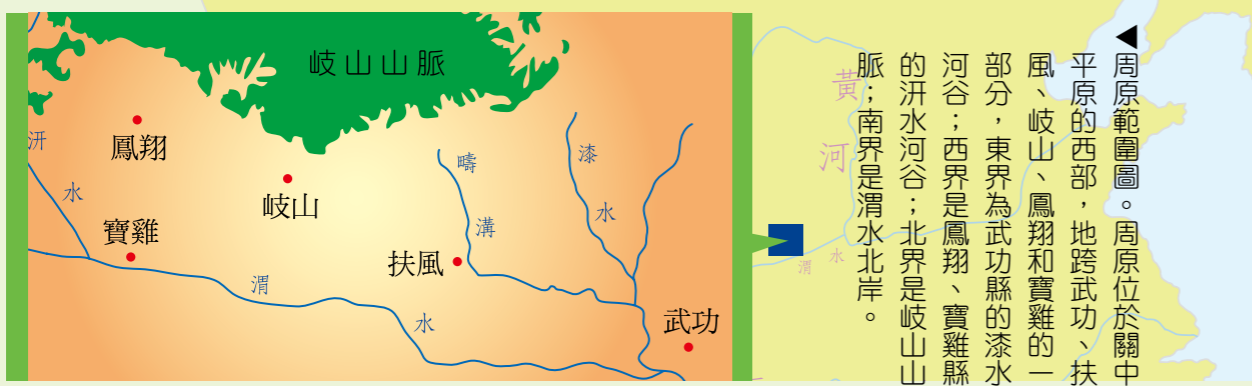 ◀周原範圍圖。周原位於關中
平原的西部，地跨武功、扶
風、岐山、鳳翔和寶雞的一
部分，東界為武功縣的漆水
河谷；西界是鳳翔、寶雞縣
的汧水河谷；北界是岐山山
脈；南界是渭水北岸。
黃河
渭水
岐山山脈
鳳翔
汧水
岐山
寶雞
疇溝
漆水
扶風
渭水
武功